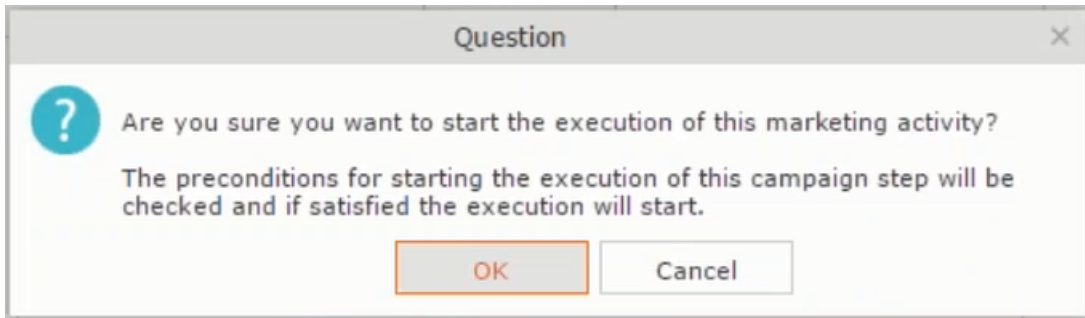 Question
?
Are you sure you want to start the execution of this marketing activity?
The preconditions for starting the execution of this campaign step will be
checked and if satisfied the execution will start.
OK
Cancel